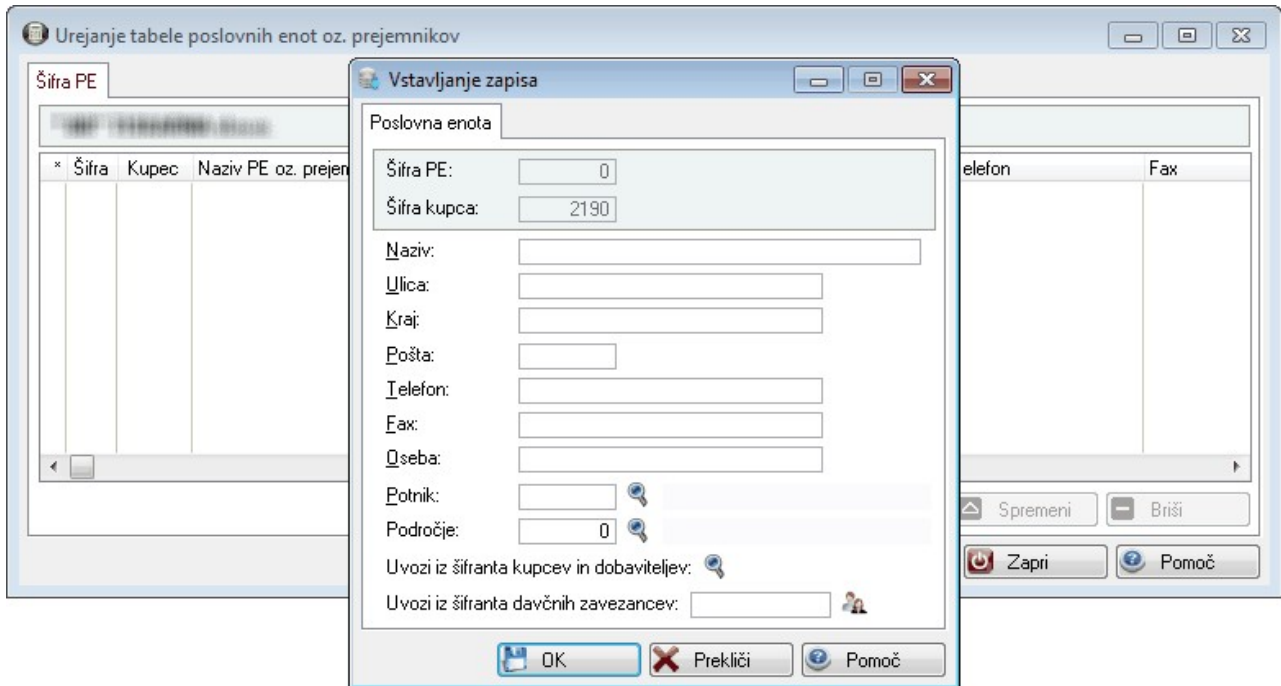 Urejanje tabele poslovnih enot oz. prejemnikov
Šifra PE
* Šifra Kupec Naziv PE oz. prejem
elefon Fax
Spremeni Briši
Zapri Pomoč
Vstavljanje zapisa
Poslovna enota
Šifra PE: 0
Šifra kupca: 2190
Naziv:
Ulica:
Kraj:
Pošta:
Telefon:
Fax:
Oseba:
Potnik:
Področje: 0
Uvozi iz šifranta kupcev in dobaviteljev:
Uvozi iz šifranta davčnih zavezancev:
OK Prekliči Pomoč